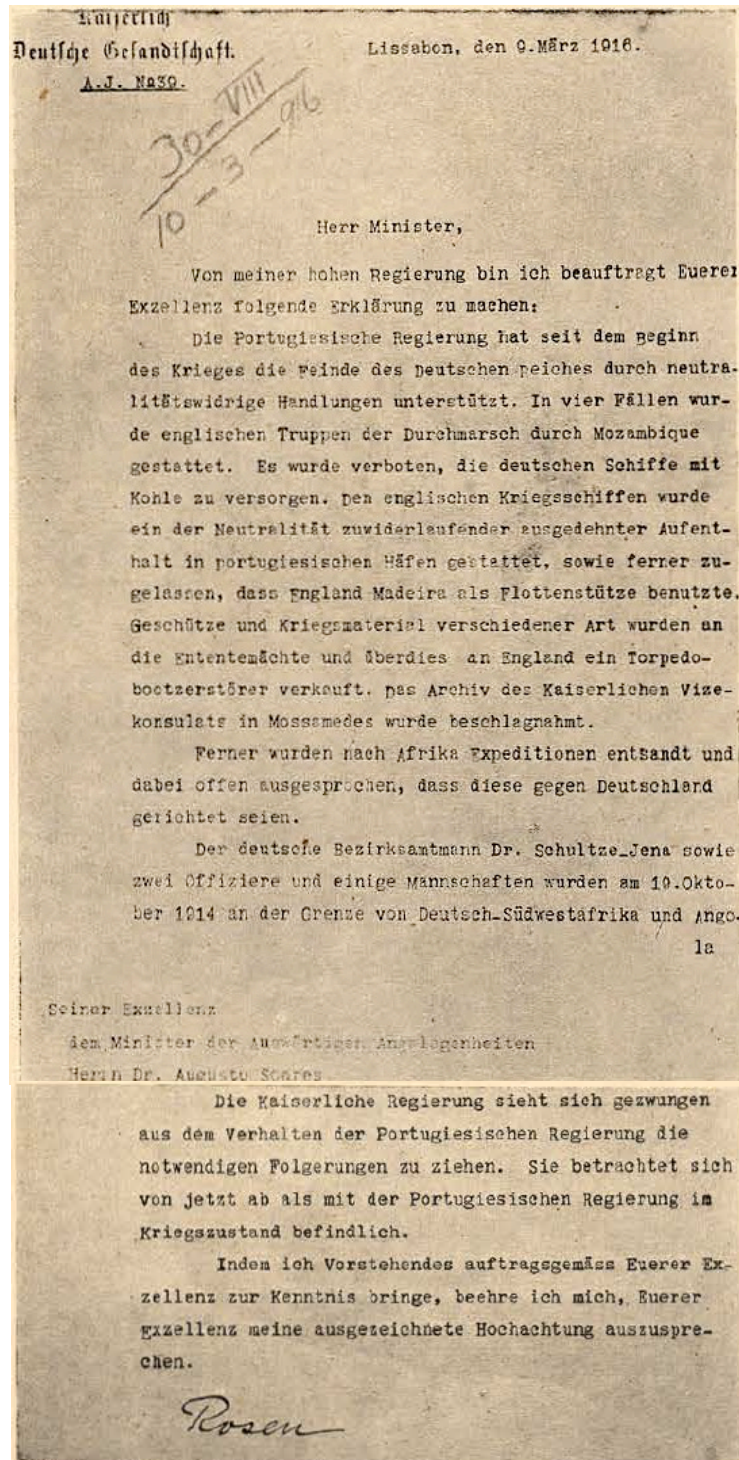 Kaiserlich
Deutsche Gesandtschaft.
Lissabon, den 9.März 1916.
A.J. No39.
30-VIII
10-3-916
Herr Minister,
Von meiner hohen Regierung bin ich beauftragt Euerer
Exzellenz folgende Erklärung zu machen:
Die Portugiesische Regierung hat seit dem Beginn
des Krieges die Feinde des Deutschen Reiches durch neutra-
litätswidrige Handlungen unterstützt. In vier Fällen wur-
de englischen Truppen der Durchmarsch durch Mozambique
gestattet. Es wurde verboten, die deutschen Schiffe mit
Kohle zu versorgen. Den englischen Kriegsschiffen wurde
ein der Neutralität zuwiderlaufender ausgedehnter Aufent-
halt in portugiesischen Häfen gestattet, sowie ferner zu-
gelassen, dass England Madeira als Flottenstütze benutzte.
Geschütze und Kriegsmaterial verschiedener Art wurden an
die Ententemächte und überdies an England ein Torpedo-
bootzerstörer verkauft. Das Archiv des Kaiserlichen Vize-
konsulats in Mossamedes wurde beschlagnahmt.
Ferner wurden nach Afrika Expeditionen entsandt und
dabei offen ausgesprochen, dass diese gegen Deutschland
gerichtet seien.
Der deutsche Bezirksamtmann Dr. Schultze-Jena sowie
zwei Offiziere und einige Mannschaften wurden am 19.Okto-
ber 1914 an der Grenze von Deutsch-Südwestafrika und Ango-
la
Seiner Exzellenz
dem Minister der Auswärtigen Angelegenheiten
Herrn Dr. Augusto Soares
Die Kaiserliche Regierung sieht sich gezwungen
aus dem Verhalten der Portugiesischen Regierung die
notwendigen Folgerungen zu ziehen. Sie betrachtet sich
von jetzt ab als mit der Portugiesischen Regierung im
Kriegszustand befindlich.
Indem ich Vorstehendes auftragsgemäss Euerer Ex-
zellenz zur Kenntnis bringe, beehre ich mich, Euerer
Exzellenz meine ausgezeichnete Hochachtung auszuspre-
chen.
Rosen